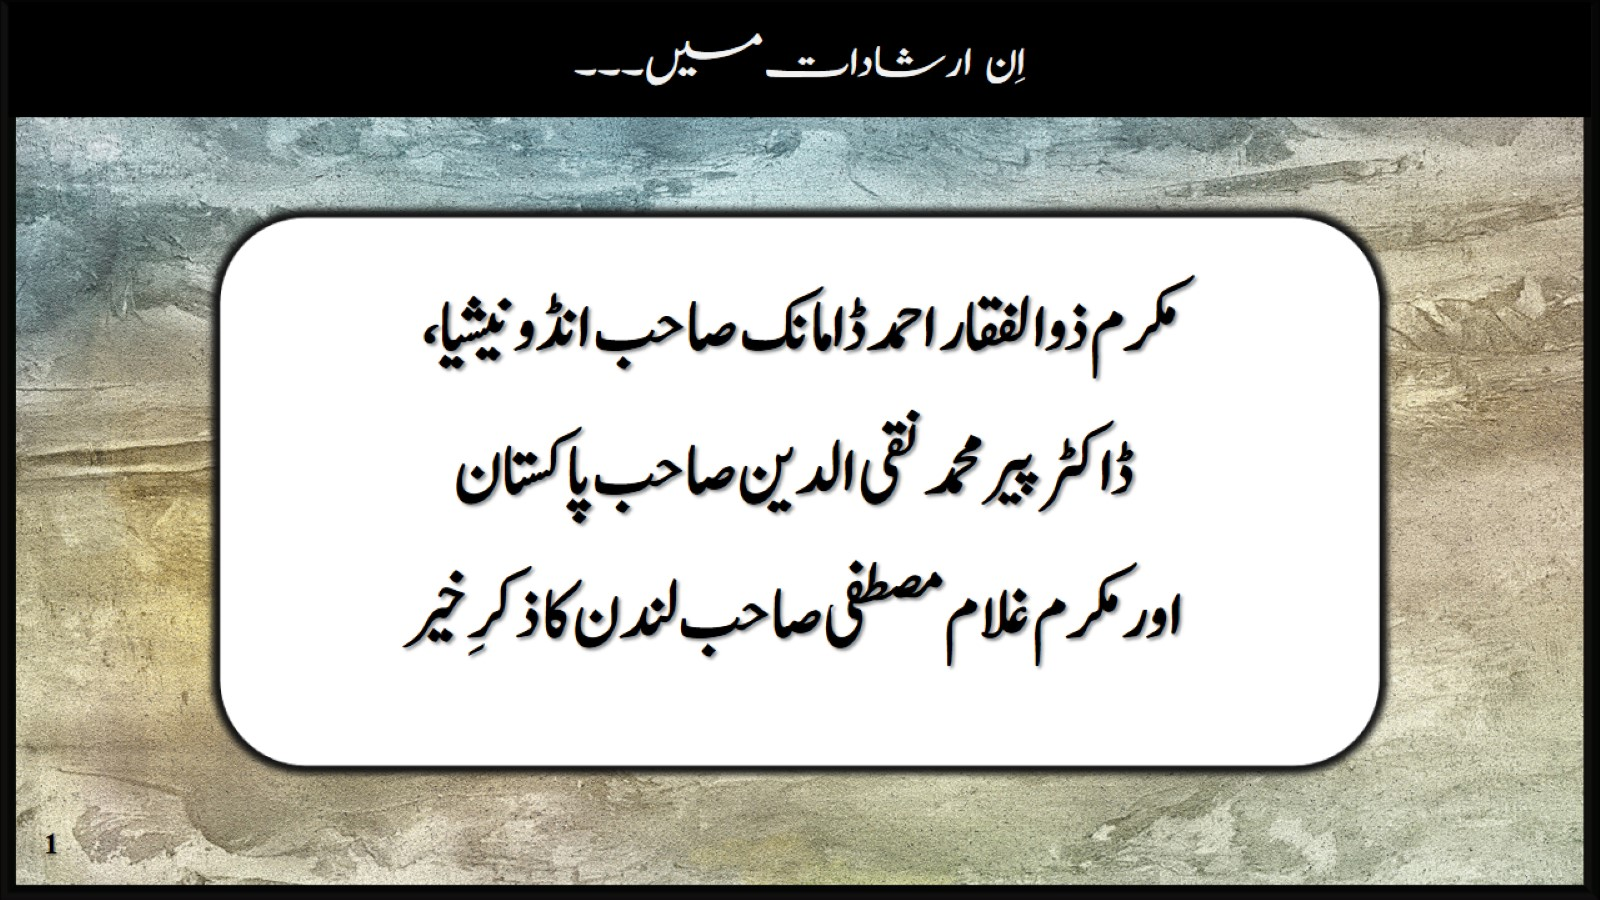 اِن ارشادات میں۔۔۔
مکرم ذوالفقار احمد ڈامانک صاحب انڈونیشیا،
ڈاکٹر پیر محمد نقی الدین صاحب پاکستان
اور مکرم غلام مصطفی صاحب لندن کا ذکرِ خیر
1